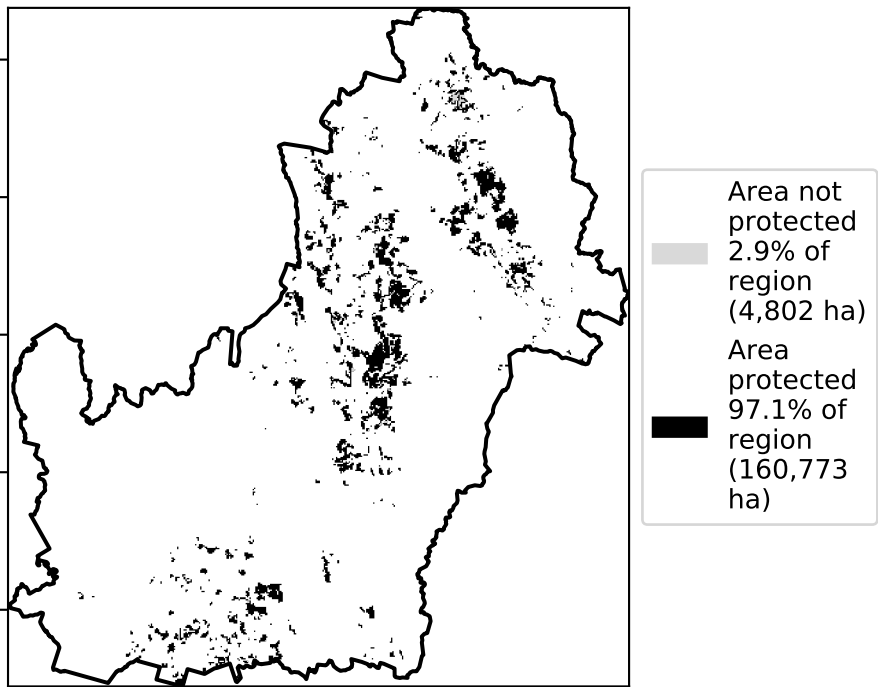 Area not
protected
2.9% of
region
(4,802 ha)
Area
protected
97.1% of
region
(160,773
ha)